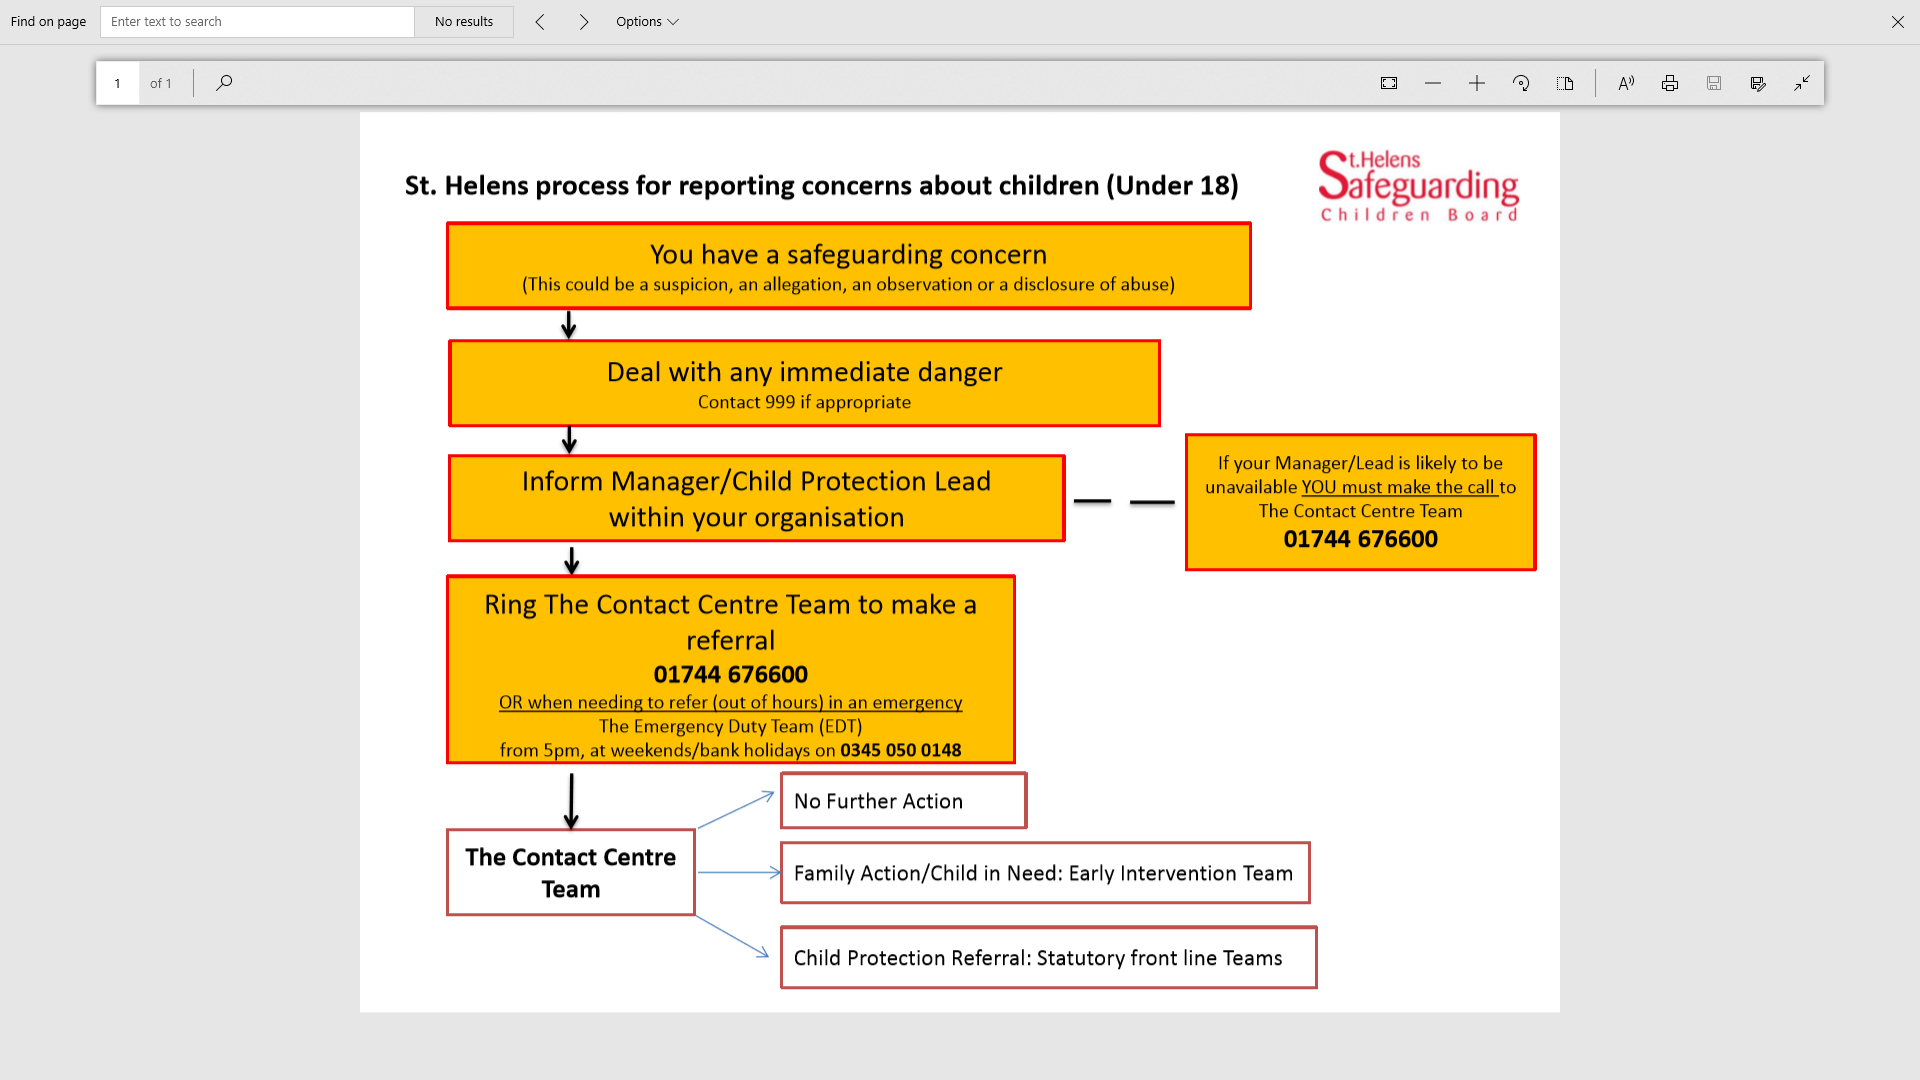 Find on page
Enter text to search
No results
Options
1
of 1
St. Helens process for reporting concerns about children (Under 18)
St.Helens
Safeguarding
Children Board
You have a safeguarding concern
(This could be a suspicion, an allegation, an observation or a disclosure of abuse)
Deal with any immediate danger
Contact 999 if appropriate
Inform Manager/Child Protection Lead
within your organisation
If your Manager/Lead is likely to be
unavailable YOU must make the call to
The Contact Centre Team
01744 676600
Ring The Contact Centre Team to make a
referral
01744 676600
OR when needing to refer (out of hours) in an emergency
The Emergency Duty Team (EDT)
from 5pm, at weekends/bank holidays on 0345 050 0148
The Contact Centre
Team
No Further Action
Family Action/Child in Need: Early Intervention Team
Child Protection Referral: Statutory front line Teams